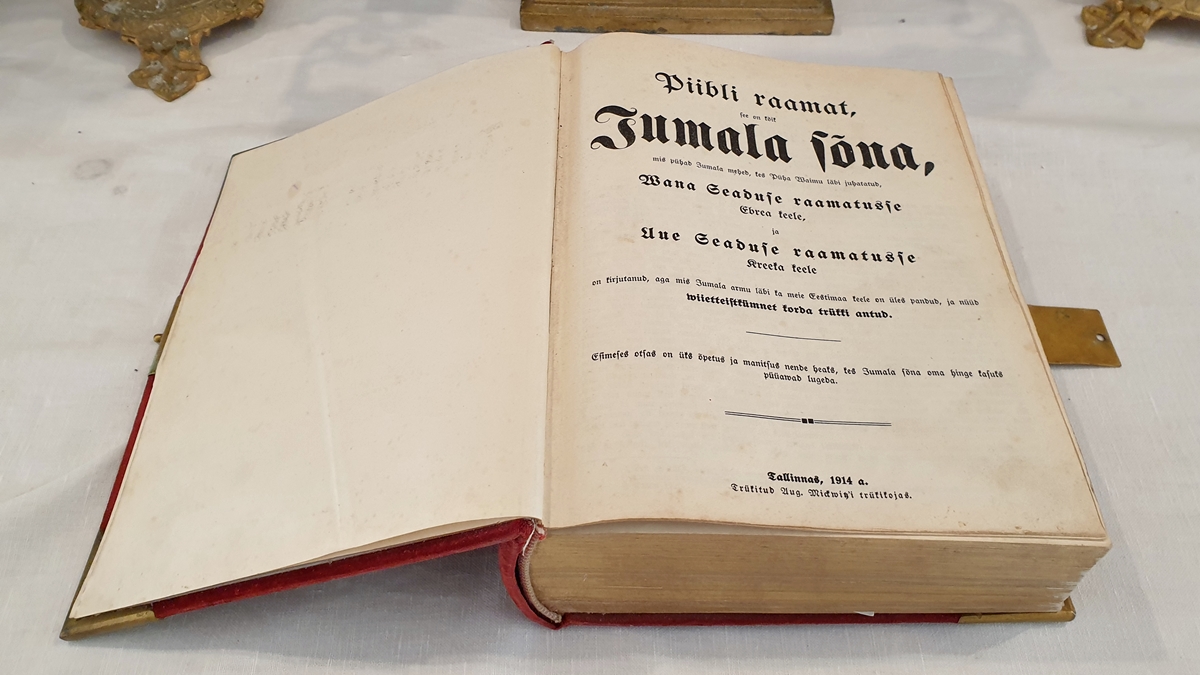 Piibli raamat,
see on kõik
Jumala sõna,
mis pühad Jumala mehed, kes Püha Waimu läbi juhatatud,
Wana Seaduse raamatusse
Ebrea keele,
ja
Uue Seaduse raamatusse
Kreeka keele
on kirjutanud, aga mis Jumala armu läbi ka meie Eestimaa keele on üles pandud, ja nüüd
wiietteistkümnet korda trükki antud.
Esimeses otsas on üks õpetus ja manitsus nende heaks, kes Jumala sõna oma hinge kasuks
püüawad lugeda.
Tallinnas, 1914 a.
Trükitud Aug. Mickwitz'i trükikojas.